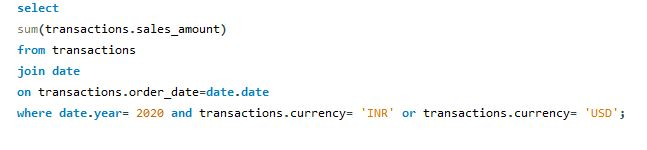 select
sum(transactions.sales_amount)
from transactions
join date
on transactions.order_date=date.date
where date.year= 2020 and transactions.currency= 'INR' or transactions.currency= 'USD';